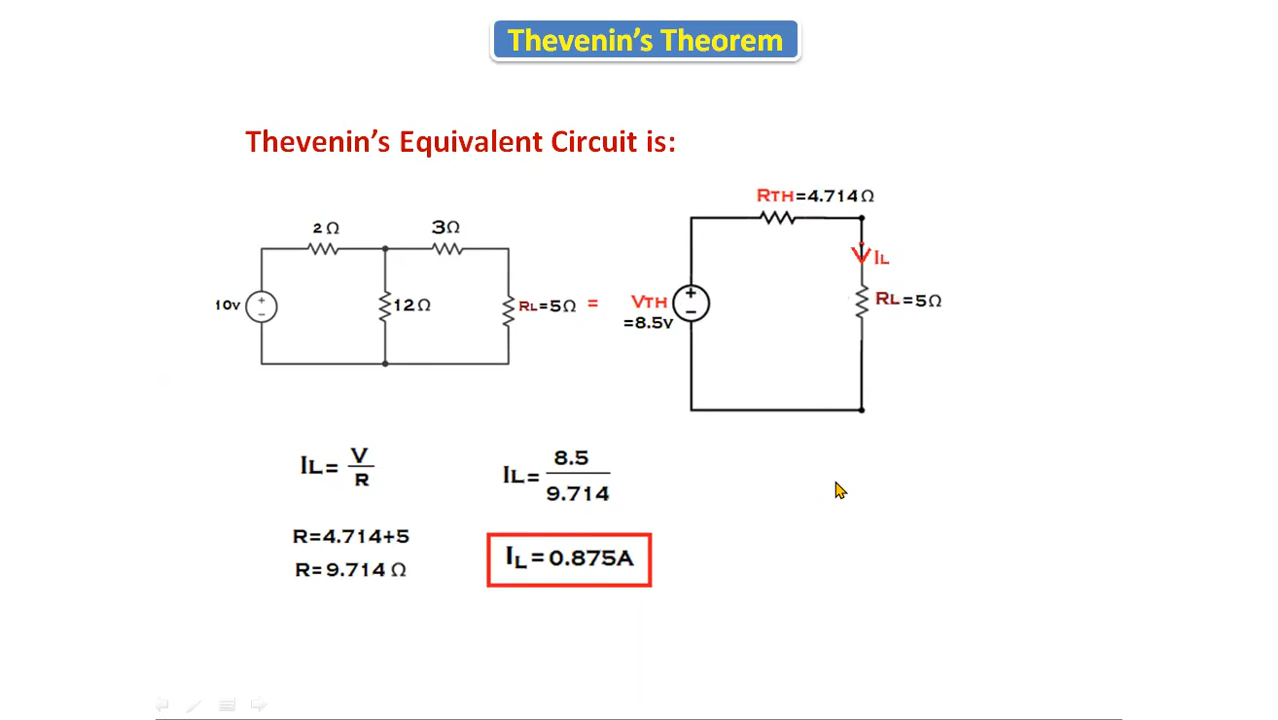 Thevenin's Theorem
Thevenin's Equivalent Circuit is:
2Ω
3Ω
10v
12Ω
RL=5Ω
=
RTH=4.714Ω
IL
VTH
=8.5v
RL=5Ω
IL= V/R
IL= 8.5/9.714
R=4.714+5
R=9.714 Ω
IL=0.875A